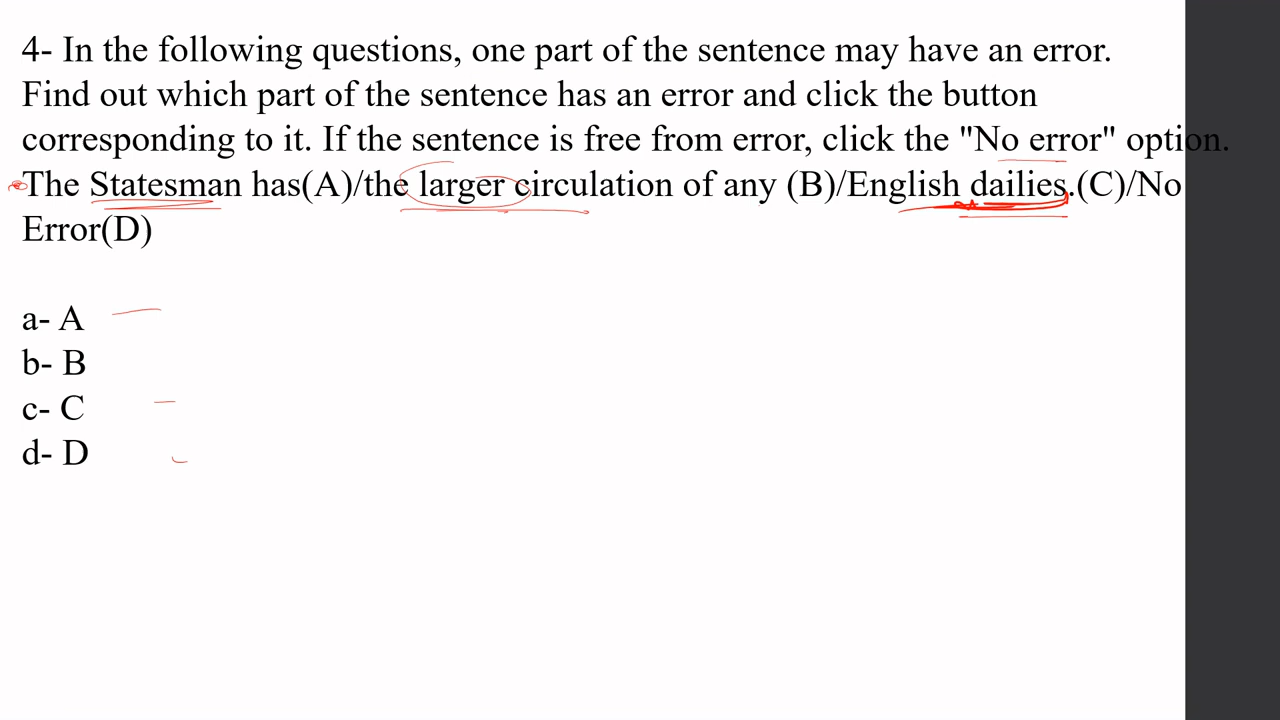 4- In the following questions, one part of the sentence may have an error.
Find out which part of the sentence has an error and click the button
corresponding to it. If the sentence is free from error, click the "No error" option.
The Statesman has(A)/the larger circulation of any (B)/English dailies.(C)/No
Error(D)
a- A
b- B
c- C
d- D